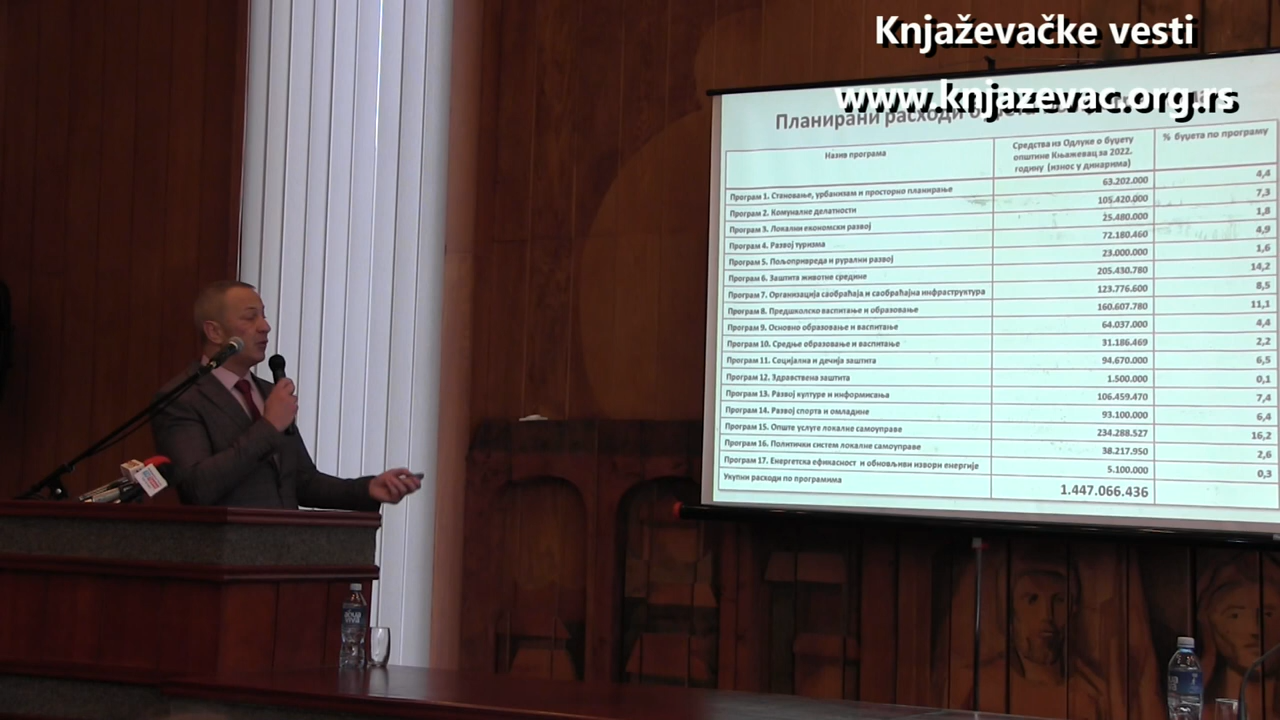 Knjaževačke vesti
www.knjazevac.org.rs
Планирани расходи
Назив програма
Средства из Одлуке о буџету
општине Књажевац за 2022.
годину (износ у динарима)
% буџета по програму
Програм 1. Становање, урбанизам и просторно планирање 63.202.000 4,4
Програм 2. Комуналне делатности 105.420.000 7,3
Програм 3. Локални економски развој 25.480.000 1,8
Програм 4. Развој туризма 72.180.460 4,9
Програм 5. Пољопривреда и рурални развој 23.000.000 1,6
Програм 6. Заштита животне средине 205.430.780 14,2
Програм 7. Организација саобраћаја и саобраћајна инфраструктура 123.776.600 8,5
Програм 8. Предшколско васпитање и образовање 160.607.780 11,1
Програм 9. Основно образовање и васпитање 64.037.000 4,4
Програм 10. Средње образовање и васпитање 31.186.469 2,2
Програм 11. Социјална и дечија заштита 94.670.000 6,5
Програм 12. Здравствена заштита 1.500.000 0,1
Програм 13. Развој културе и информисања 106.459.470 7,4
Програм 14. Развој спорта и омладине 93.100.000 6,4
Програм 15. Опште услуге локалне самоуправе 234.288.527 16,2
Програм 16. Политички систем локалне самоуправе 38.217.950 2,6
Програм 17. Енергетска ефикасност и обновљиви извори енергије 5.100.000 0,3
Укупни расходи по програмима 1.447.066.436